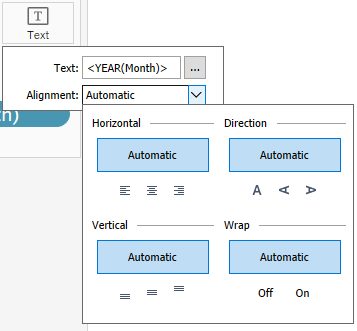 Text
Text: <YEAR(Month)> ...
Alignment: Automatic
Horizontal Direction
Automatic Automatic
A A A
Vertical Wrap
Automatic Automatic
Off On